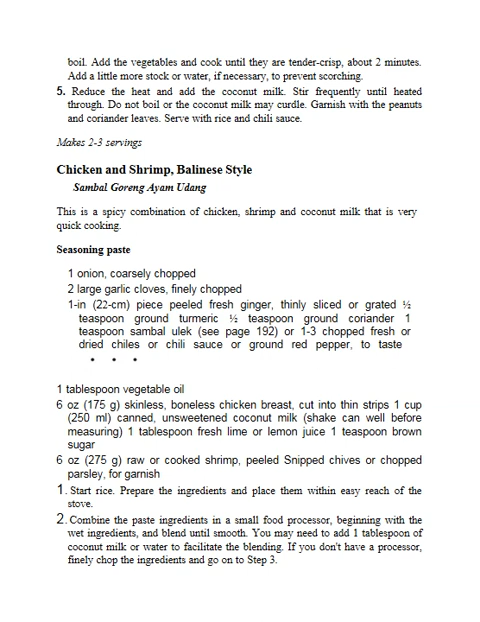 boil. Add the vegetables and cook until they are tender-crisp, about 2 minutes.
Add a little more stock or water, if necessary, to prevent scorching.
5. Reduce the heat and add the coconut milk. Stir frequently until heated
through. Do not boil or the coconut milk may curdle. Garnish with the peanuts
and coriander leaves. Serve with rice and chili sauce.
Makes 2-3 servings
Chicken and Shrimp, Balinese Style
Sambal Goreng Ayam Udang
This is a spicy combination of chicken, shrimp and coconut milk that is very
quick cooking.
Seasoning paste
1 onion, coarsely chopped
2 large garlic cloves, finely chopped
1-in (22-cm) piece peeled fresh ginger, thinly sliced or grated ½
teaspoon ground turmeric ½ teaspoon ground coriander 1
teaspoon sambal ulek (see page 192) or 1-3 chopped fresh or
dried chiles or chili sauce or ground red pepper, to taste
• • •
1 tablespoon vegetable oil
6 oz (175 g) skinless, boneless chicken breast, cut into thin strips 1 cup
(250 ml) canned, unsweetened coconut milk (shake can well before
measuring) 1 tablespoon fresh lime or lemon juice 1 teaspoon brown
sugar
6 oz (275 g) raw or cooked shrimp, peeled Snipped chives or chopped
parsley, for garnish
1. Start rice. Prepare the ingredients and place them within easy reach of the
stove.
2. Combine the paste ingredients in a small food processor, beginning with the
wet ingredients, and blend until smooth. You may need to add 1 tablespoon of
coconut milk or water to facilitate the blending. If you don't have a processor,
finely chop the ingredients and go on to Step 3.